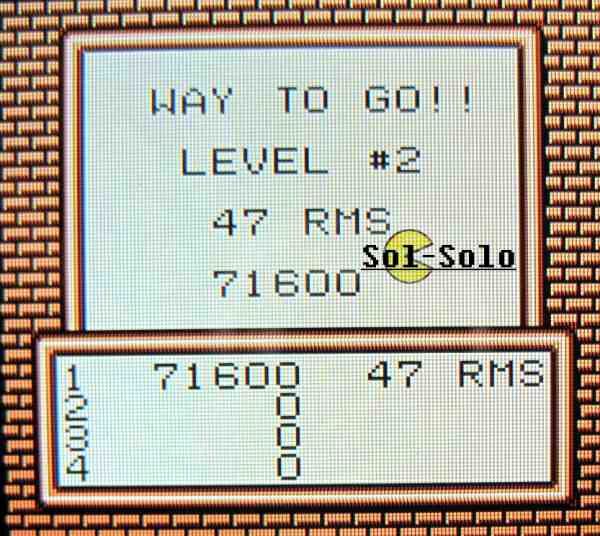 WAY TO GO!!
LEVEL #2
47 RMS
Sol-Solo
71600
1 71600 47 RMS
2 0
3 0
4 0